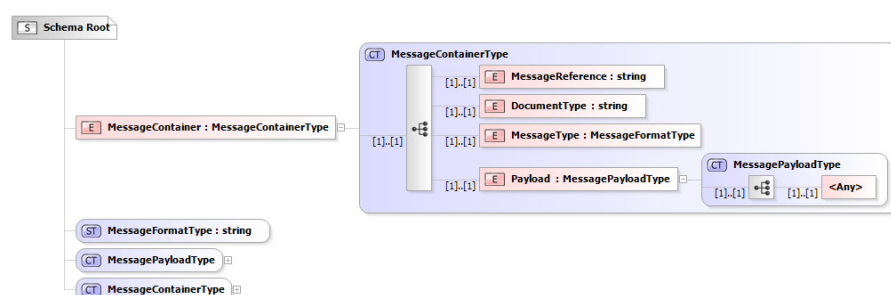 S Schema Root
CT MessageContainerType
E MessageReference : string
[1]..[1]
E DocumentType : string
[1]..[1]
E MessageContainer : MessageContainerType
[1]..[1]
E MessageType : MessageFormatType
[1]..[1]
CT MessagePayloadType
E Payload : MessagePayloadType
[1]..[1]
[1]..[1]
[1]..[1]
<Any>
ST MessageFormatType : string
CT MessagePayloadType
CT MessageContainerType